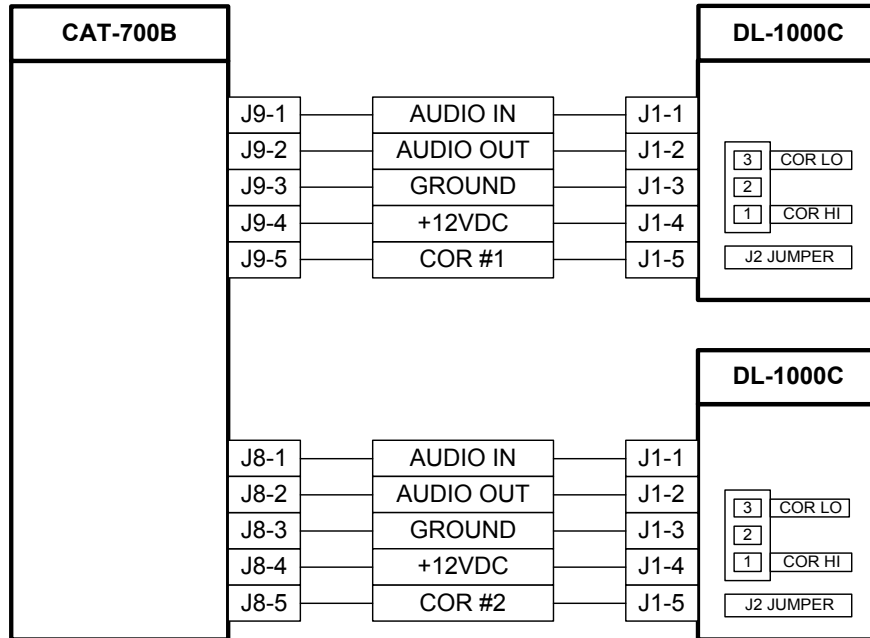 CAT-700B
DL-1000C
J9-1 AUDIO IN J1-1
J9-2 AUDIO OUT J1-2
J9-3 GROUND J1-3
J9-4 +12VDC J1-4
J9-5 COR #1 J1-5
3 COR LO
2
1 COR HI
J2 JUMPER
DL-1000C
J8-1 AUDIO IN J1-1
J8-2 AUDIO OUT J1-2
J8-3 GROUND J1-3
J8-4 +12VDC J1-4
J8-5 COR #2 J1-5
3 COR LO
2
1 COR HI
J2 JUMPER